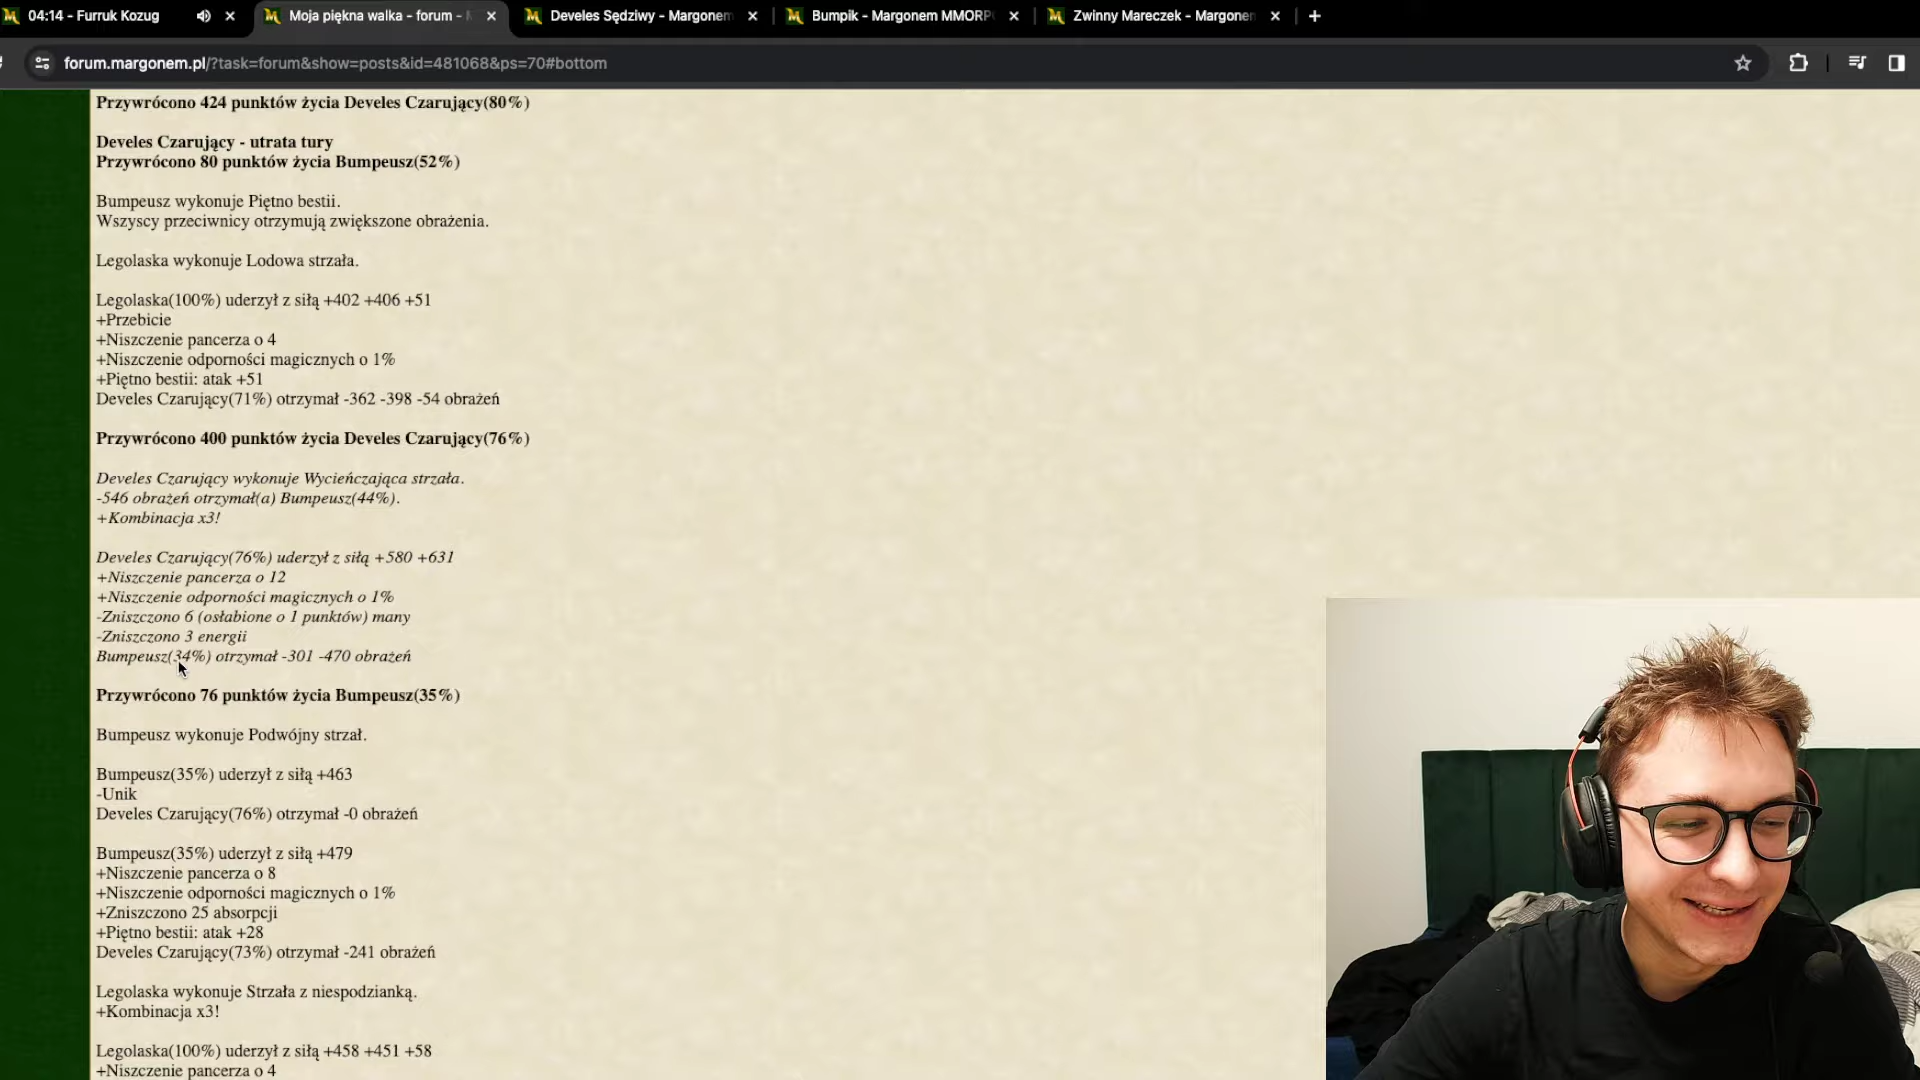 04:14 - Furruk Kozug
Moja piękna walka - forum -
Develes Sędziwy - Margonem
Bumpik - Margonem MMORP
Zwinny Mareczek - Margonem
forum.margonem.pl/?task=forum&show=posts&id=481068&ps=70#bottom
Przywrócono 424 punktów życia Develes Czarujący(80%)
Develes Czarujący - utrata tury
Przywrócono 80 punktów życia Bumpeusz(52%)
Bumpeusz wykonuje Piętno bestii.
Wszyscy przeciwnicy otrzymują zwiększone obrażenia.
Legolaska wykonuje Lodowa strzała.
Legolaska(100%) uderzył z siłą +402 +406 +51
+Przebicie
+Niszczenie pancerza o 4
+Niszczenie odporności magicznych o 1%
+Piętno bestii: atak +51
Develes Czarujący(71%) otrzymał -362 -398 -54 obrażeń
Przywrócono 400 punktów życia Develes Czarujący(76%)
Develes Czarujący wykonuje Wycieńczająca strzała.
-546 obrażeń otrzymał(a) Bumpeusz(44%).
+Kombinacja x3!
Develes Czarujący(76%) uderzył z siłą +580 +631
+Niszczenie pancerza o 12
+Niszczenie odporności magicznych o 1%
-Zniszczono 6 (osłabione o 1 punktów) many
-Zniszczono 3 energii
Bumpeusz(34%) otrzymał -301 -470 obrażeń
Przywrócono 76 punktów życia Bumpeusz(35%)
Bumpeusz wykonuje Podwójny strzał.
Bumpeusz(35%) uderzył z siłą +463
-Unik
Develes Czarujący(76%) otrzymał -0 obrażeń
Bumpeusz(35%) uderzył z siłą +479
+Niszczenie pancerza o 8
+Niszczenie odporności magicznych o 1%
+Zniszczono 25 absorpcji
+Piętno bestii: atak +28
Develes Czarujący(73%) otrzymał -241 obrażeń
Legolaska wykonuje Strzała z niespodzianką.
+Kombinacja x3!
Legolaska(100%) uderzył z siłą +458 +451 +58
+Niszczenie pancerza o 4